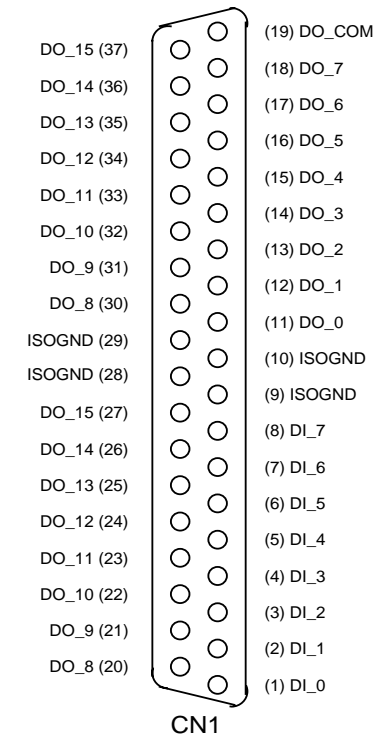 (19) DO_COM
DO_15 (37)
(18) DO_7
DO_14 (36)
(17) DO_6
DO_13 (35)
(16) DO_5
DO_12 (34)
(15) DO_4
DO_11 (33)
(14) DO_3
DO_10 (32)
(13) DO_2
DO_9 (31)
(12) DO_1
DO_8 (30)
(11) DO_0
ISOGND (29)
(10) ISOGND
ISOGND (28)
(9) ISOGND
DO_15 (27)
(8) DI_7
DO_14 (26)
(7) DI_6
DO_13 (25)
(6) DI_5
DO_12 (24)
(5) DI_4
DO_11 (23)
(4) DI_3
DO_10 (22)
(3) DI_2
DO_9 (21)
(2) DI_1
DO_8 (20)
(1) DI_0
CN1